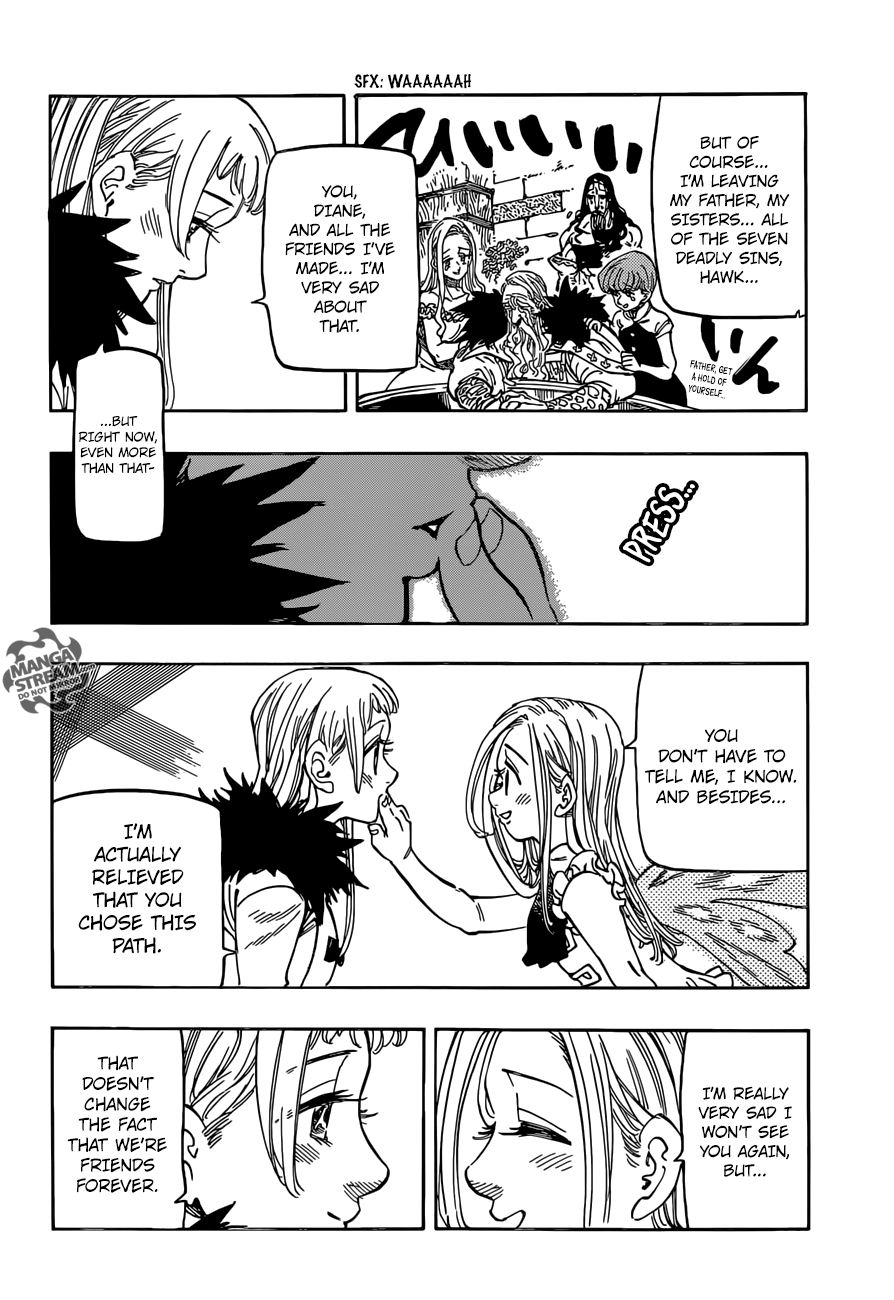 SFX: WAAAAAAH
BUT OF
COURSE...
I'M LEAVING
MY FATHER, MY
SISTERS... ALL
OF THE SEVEN
DEADLY SINS,
HAWK...
FATHER, GET
A HOLD OF
YOURSELF...
YOU,
DIANE,
AND ALL THE
FRIENDS I'VE
MADE... I'M
VERY SAD
ABOUT
THAT.
...BUT
RIGHT NOW,
EVEN MORE
THAN THAT-
PRESS...
MANGA
STREAM.com
DO NOT MIRROR
YOU
DON'T HAVE TO
TELL ME, I KNOW.
AND BESIDES...
I'M
ACTUALLY
RELIEVED
THAT YOU
CHOSE THIS
PATH.
I'M REALLY
VERY SAD I
WON'T SEE
YOU AGAIN,
BUT...
THAT
DOESN'T
CHANGE
THE FACT
THAT WE'RE
FRIENDS
FOREVER.